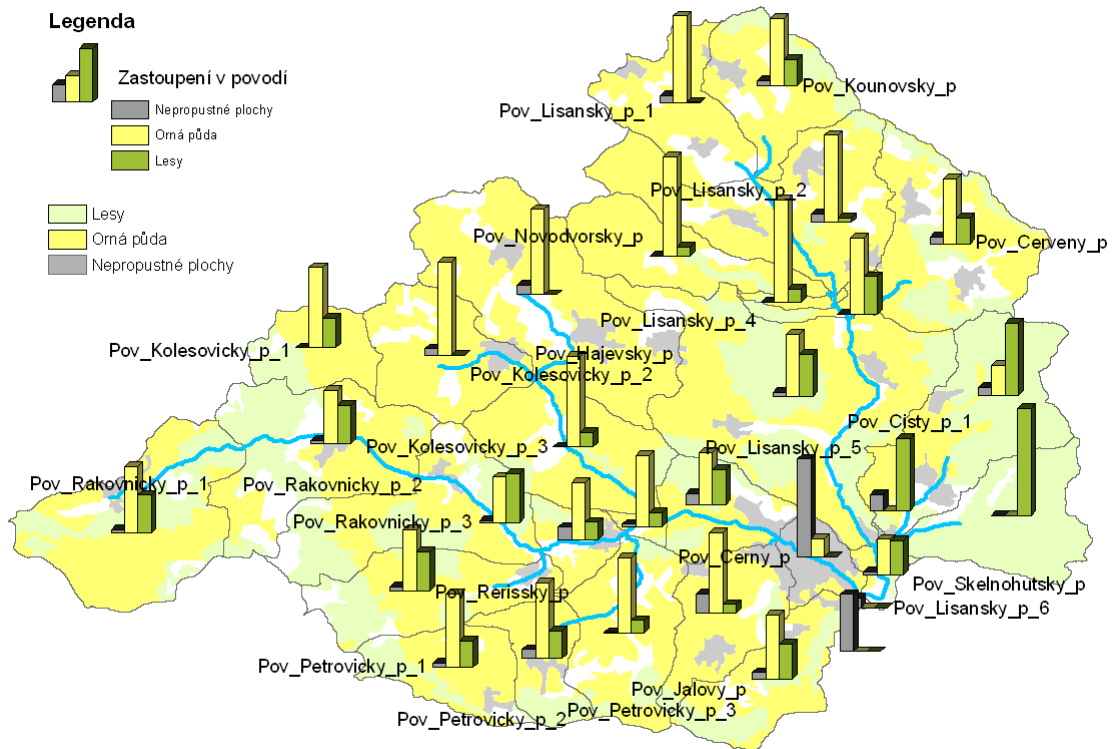 Legenda
Zastoupení v povodí
Nepropustné plochy
Orná půda
Lesy
Lesy
Orná půda
Nepropustné plochy
Pov_Kounovsky_p
Pov_Lisansky_p_1
Pov_Lisansky_p_2
Pov_Novodvorsky_p
Pov_Cerveny_p
Pov_Lisansky_p_4
Pov_Kolesovicky_p_1
Pov_Hajevsky_p
Pov_Kolesovicky_p_2
Pov_Cisty_p_1
Pov_Kolesovicky_p_3
Pov_Lisansky_p_5
Pov_Rakovnicky_p_1
Pov_Rakovnicky_p_2
Pov_Rakovnicky_p_3
Pov_Cerny_p
Pov_Skelnohutsky_p
Pov_Rerissky_p
Pov_Lisansky_p_6
Pov_Petrovicky_p_1
Pov_Jalovy_p
Pov_Petrovicky_p_3
Pov_Petrovicky_p_2